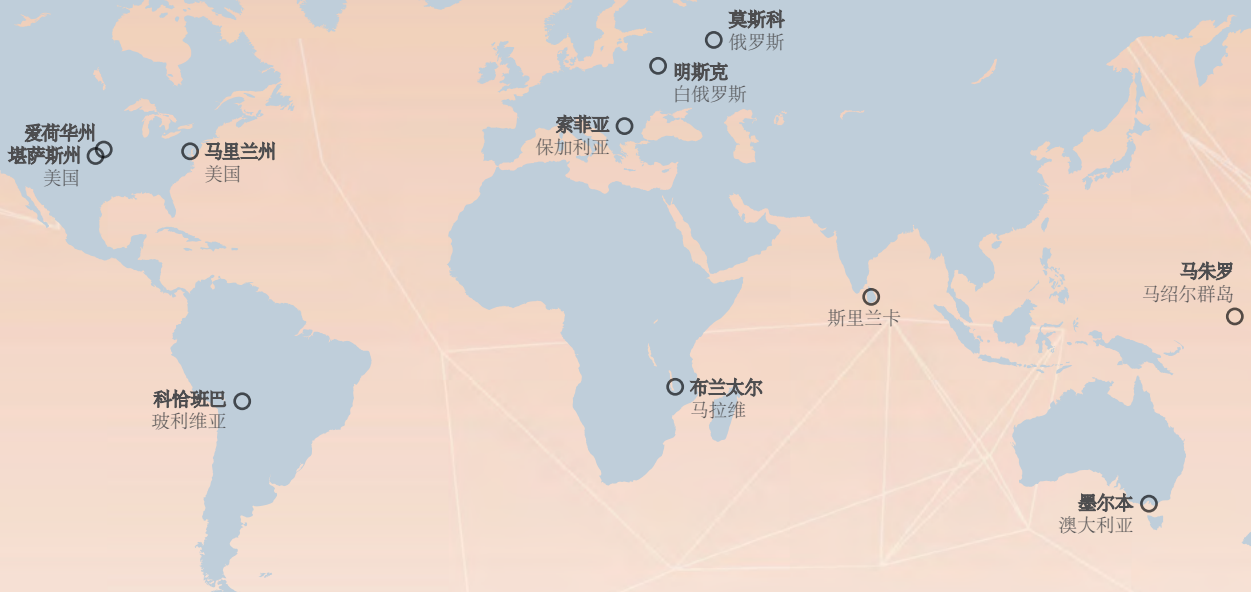 莫斯科
俄罗斯
明斯克
白俄罗斯
索菲亚
保加利亚
爱荷华州
堪萨斯州
美国
马里兰州
美国
马朱罗
马绍尔群岛
斯里兰卡
布兰太尔
马拉维
科恰班巴
玻利维亚
墨尔本
澳大利亚